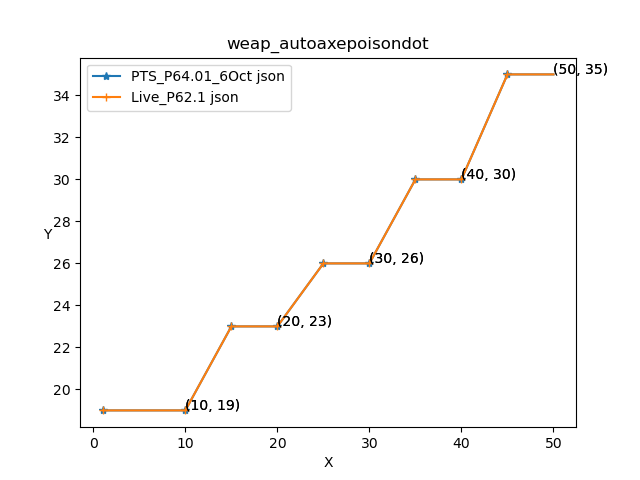 weap_autoaxepoisondot
PTS_P64.01_6Oct json
Live_P62.1 json
(50, 35)
(40, 30)
(30, 26)
(20, 23)
(10, 19)
Y
34
32
30
28
26
24
22
20
0 10 20 30 40 50
X